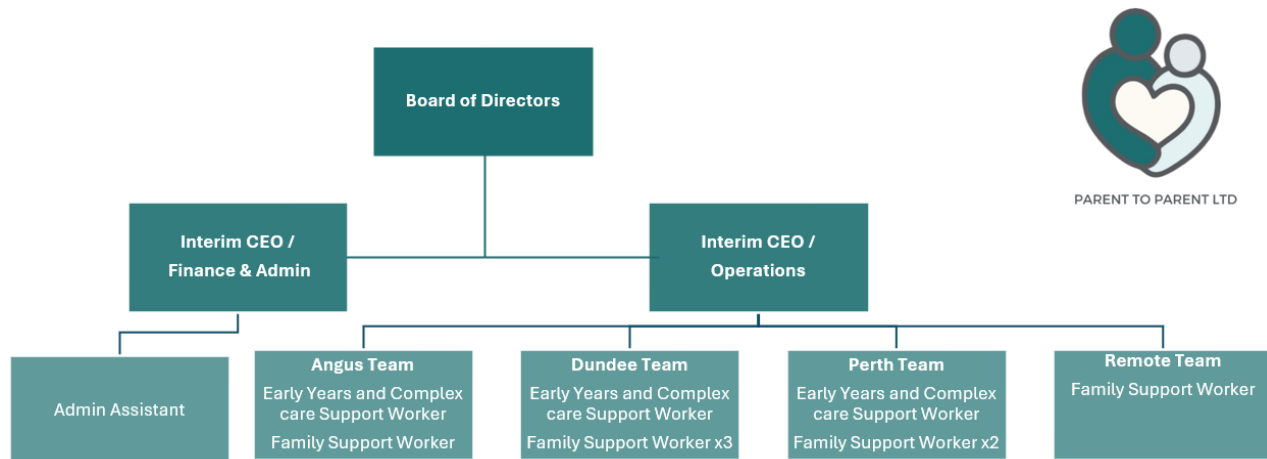 Board of Directors
PARENT TO PARENT LTD
Interim CEO /
Finance & Admin
Interim CEO /
Operations
Admin Assistant
Angus Team
Early Years and Complex
care Support Worker
Family Support Worker
Dundee Team
Early Years and Complex
care Support Worker
Family Support Worker x3
Perth Team
Early Years and Complex
care Support Worker
Family Support Worker x2
Remote Team
Family Support Worker